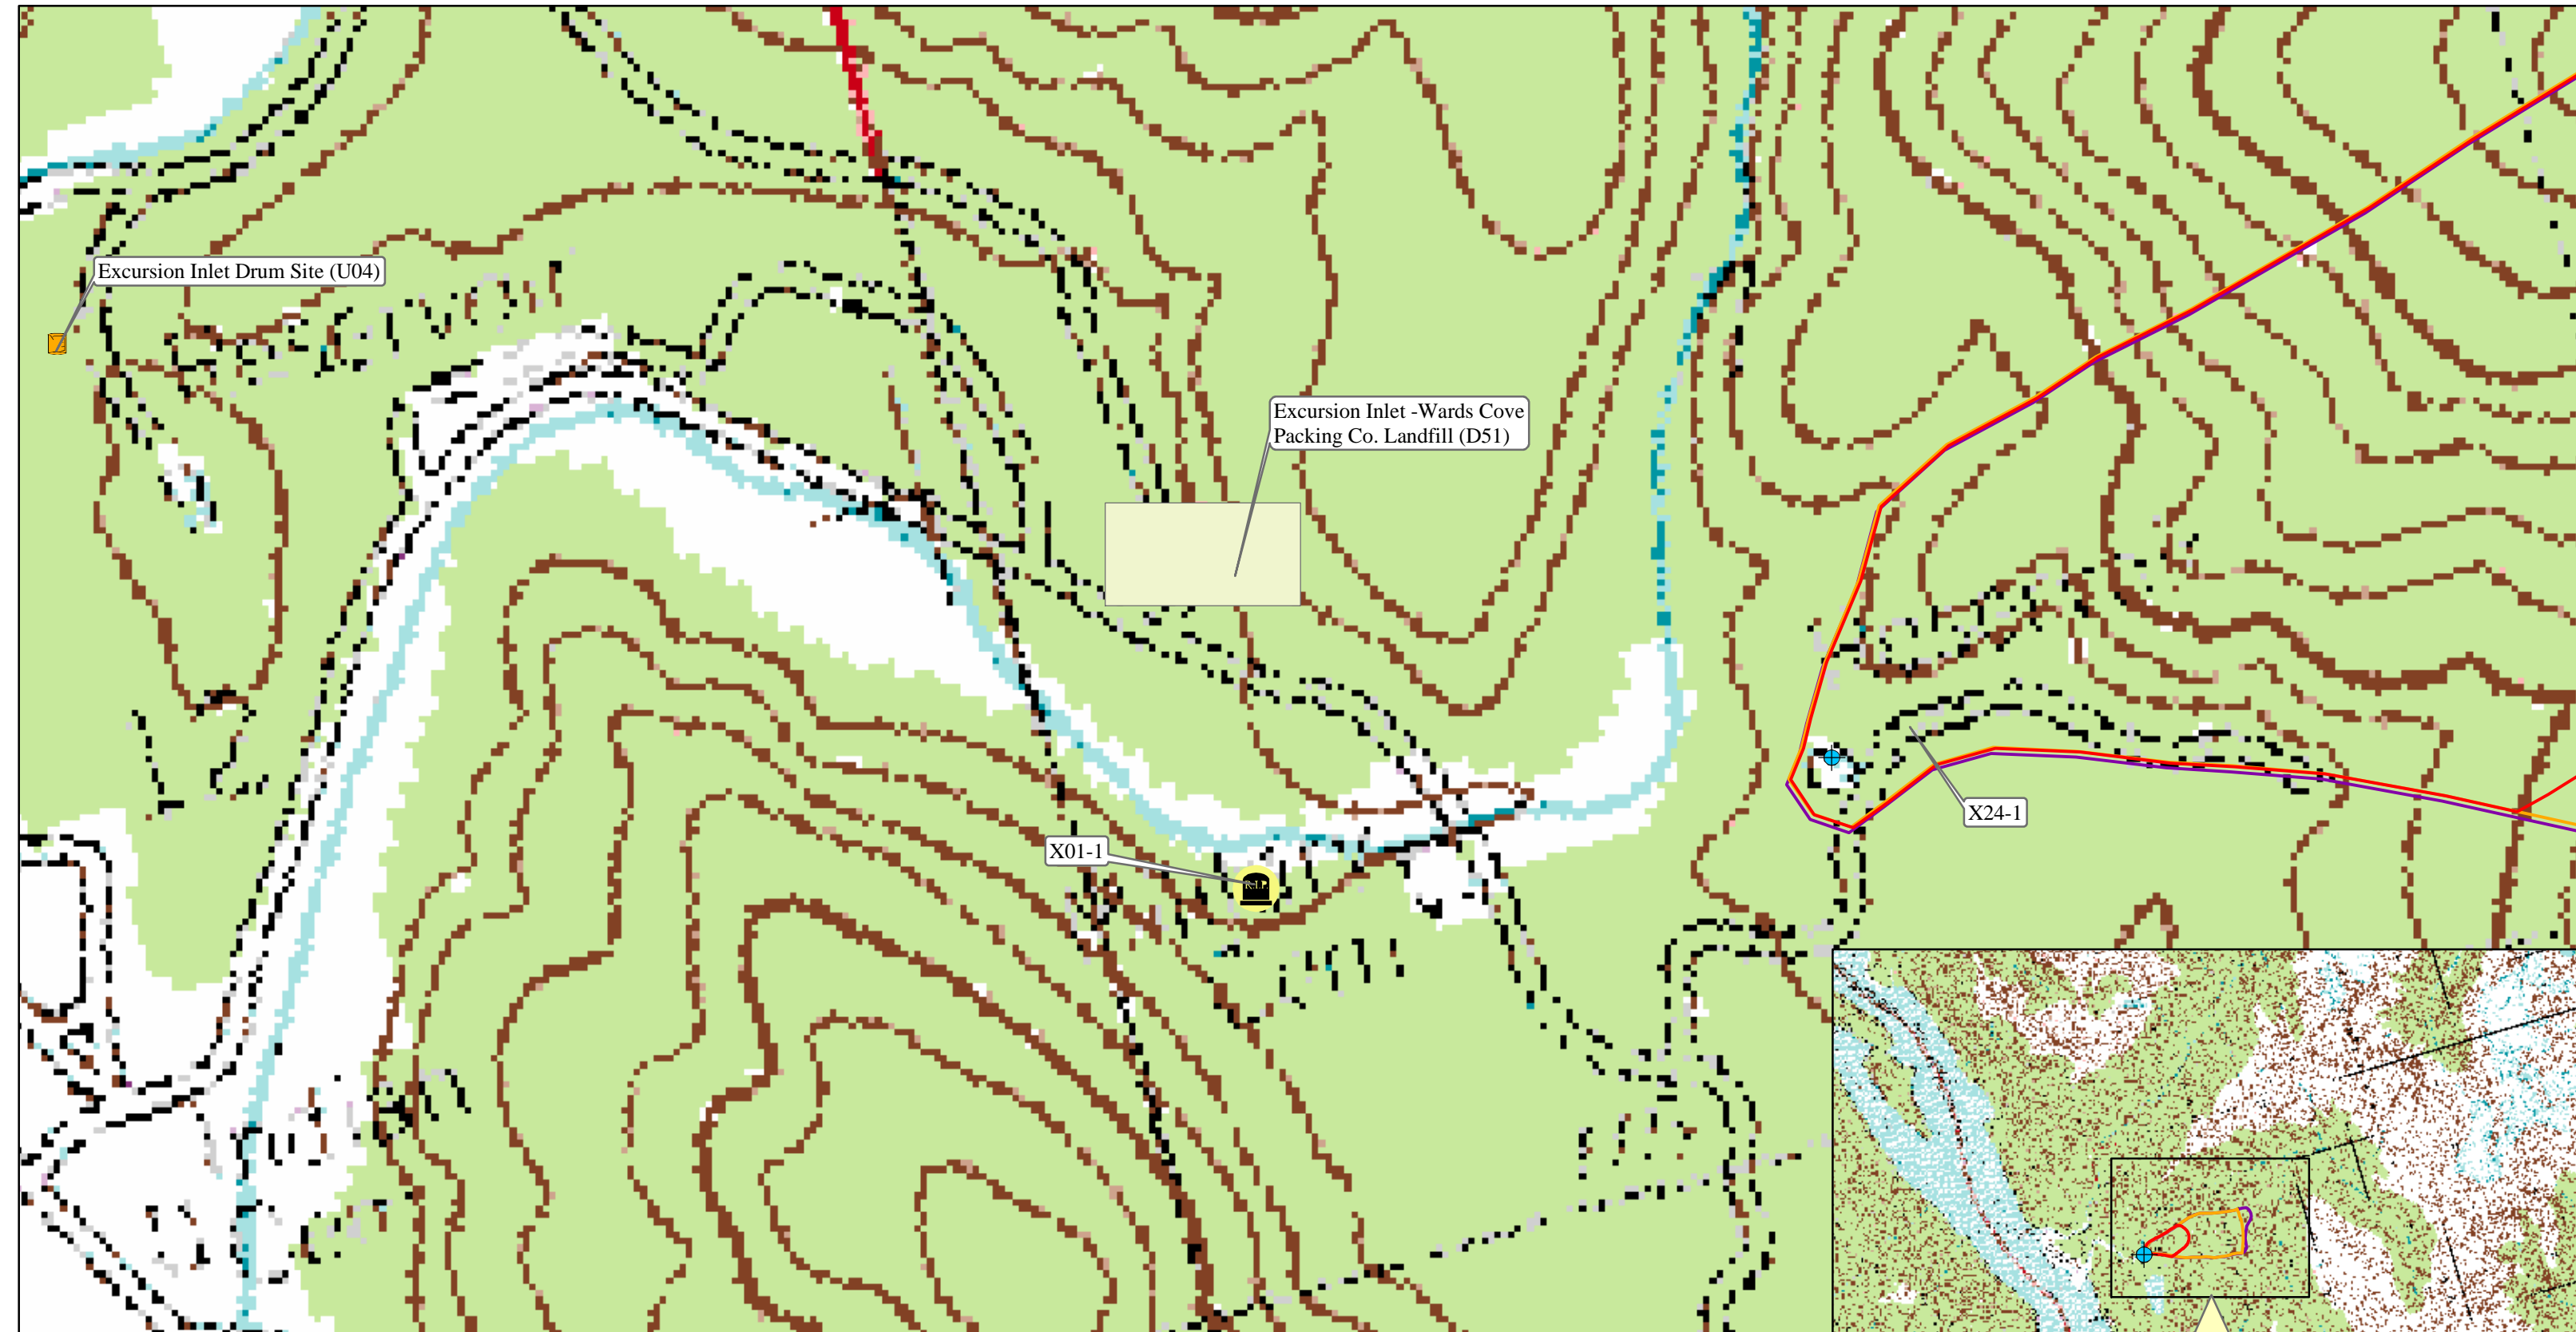 Excursion Inlet Drum Site (U04)
Excursion Inlet -Wards Cove
Packing Co. Landfill (D51)
X24-1
X01-1